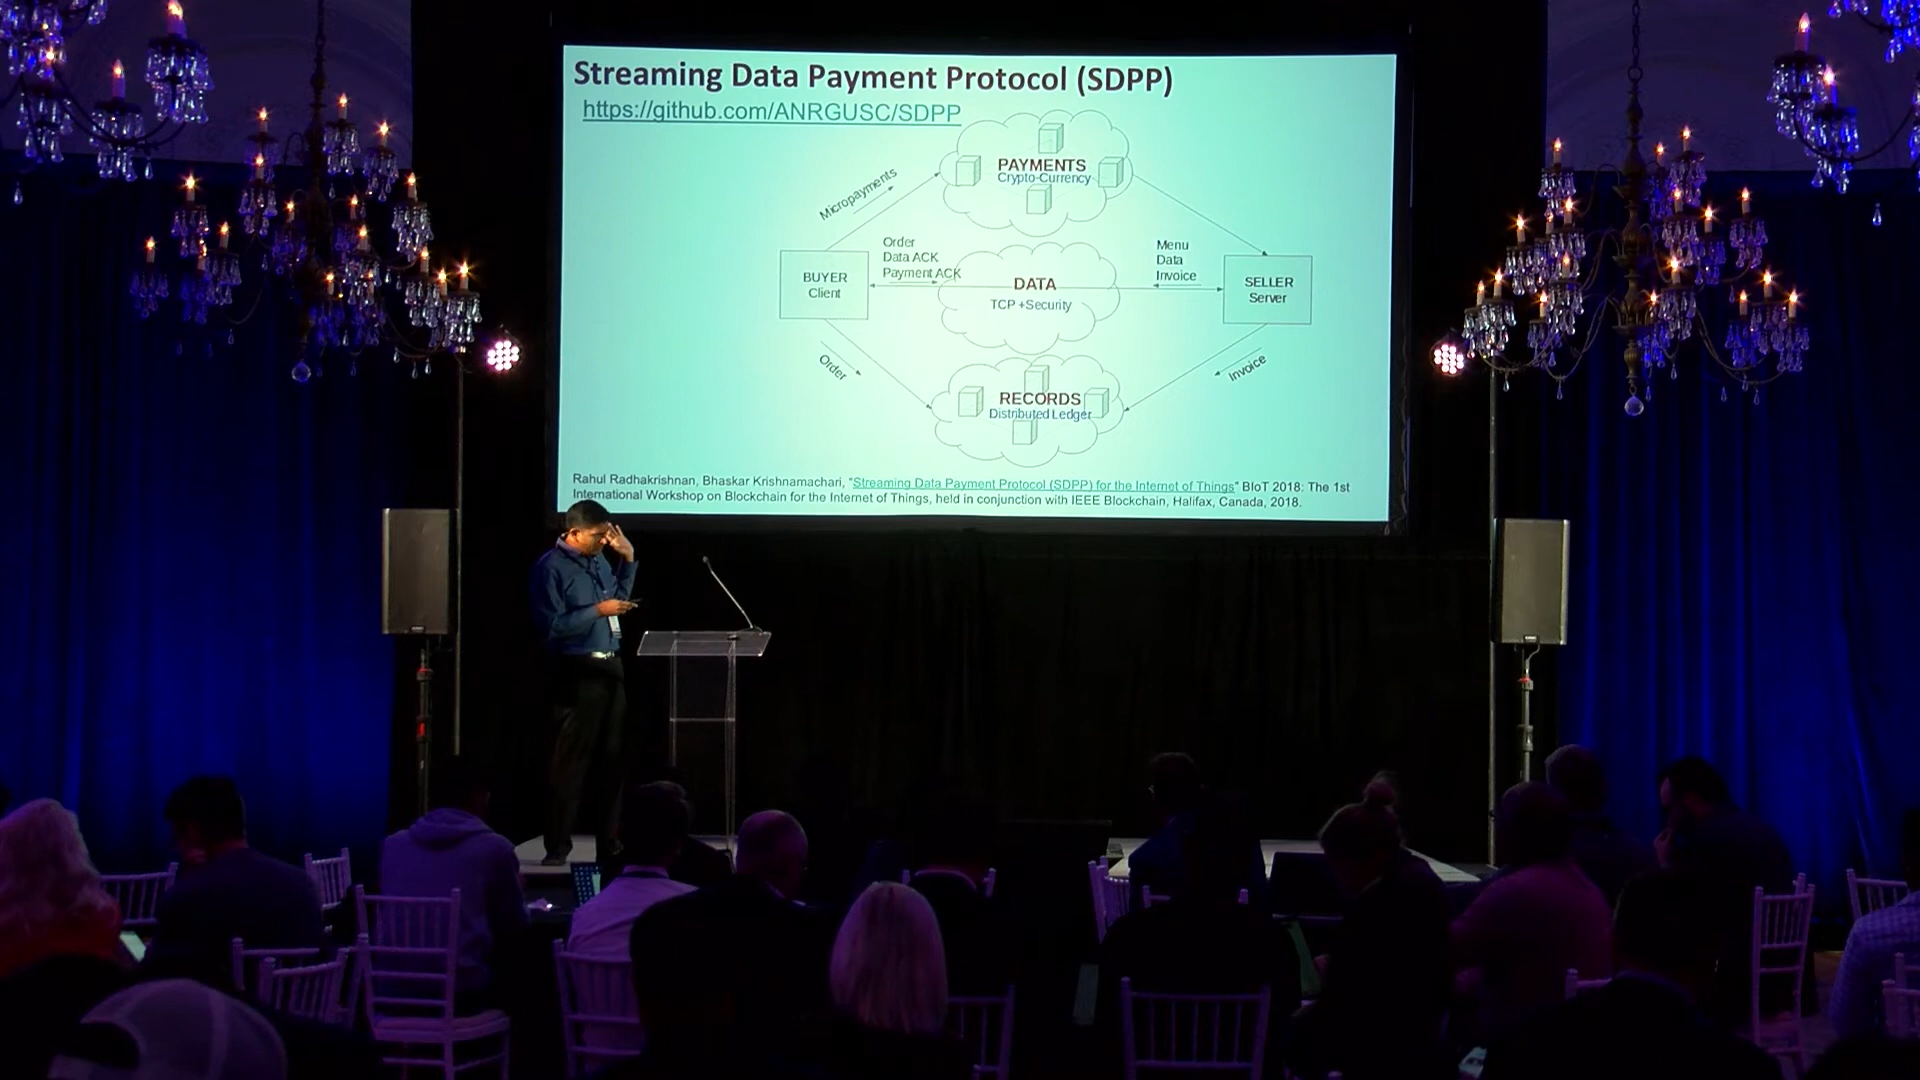 Streaming Data Payment Protocol (SDPP)
https://github.com/ANRGUSC/SDPP
PAYMENTS
Crypto-Currency
Micropayments
Order
Data ACK
Payment ACK
Menu
Data
Invoice
BUYER
Client
DATA
TCP +Security
SELLER
Server
Order
Invoice
RECORDS
Distributed Ledger
Rahul Radhakrishnan, Bhaskar Krishnamachari, "Streaming Data Payment Protocol (SDPP) for the Internet of Things" BIoT 2018: The 1st
International Workshop on Blockchain for the Internet of Things, held in conjunction with IEEE Blockchain, Halifax, Canada, 2018.